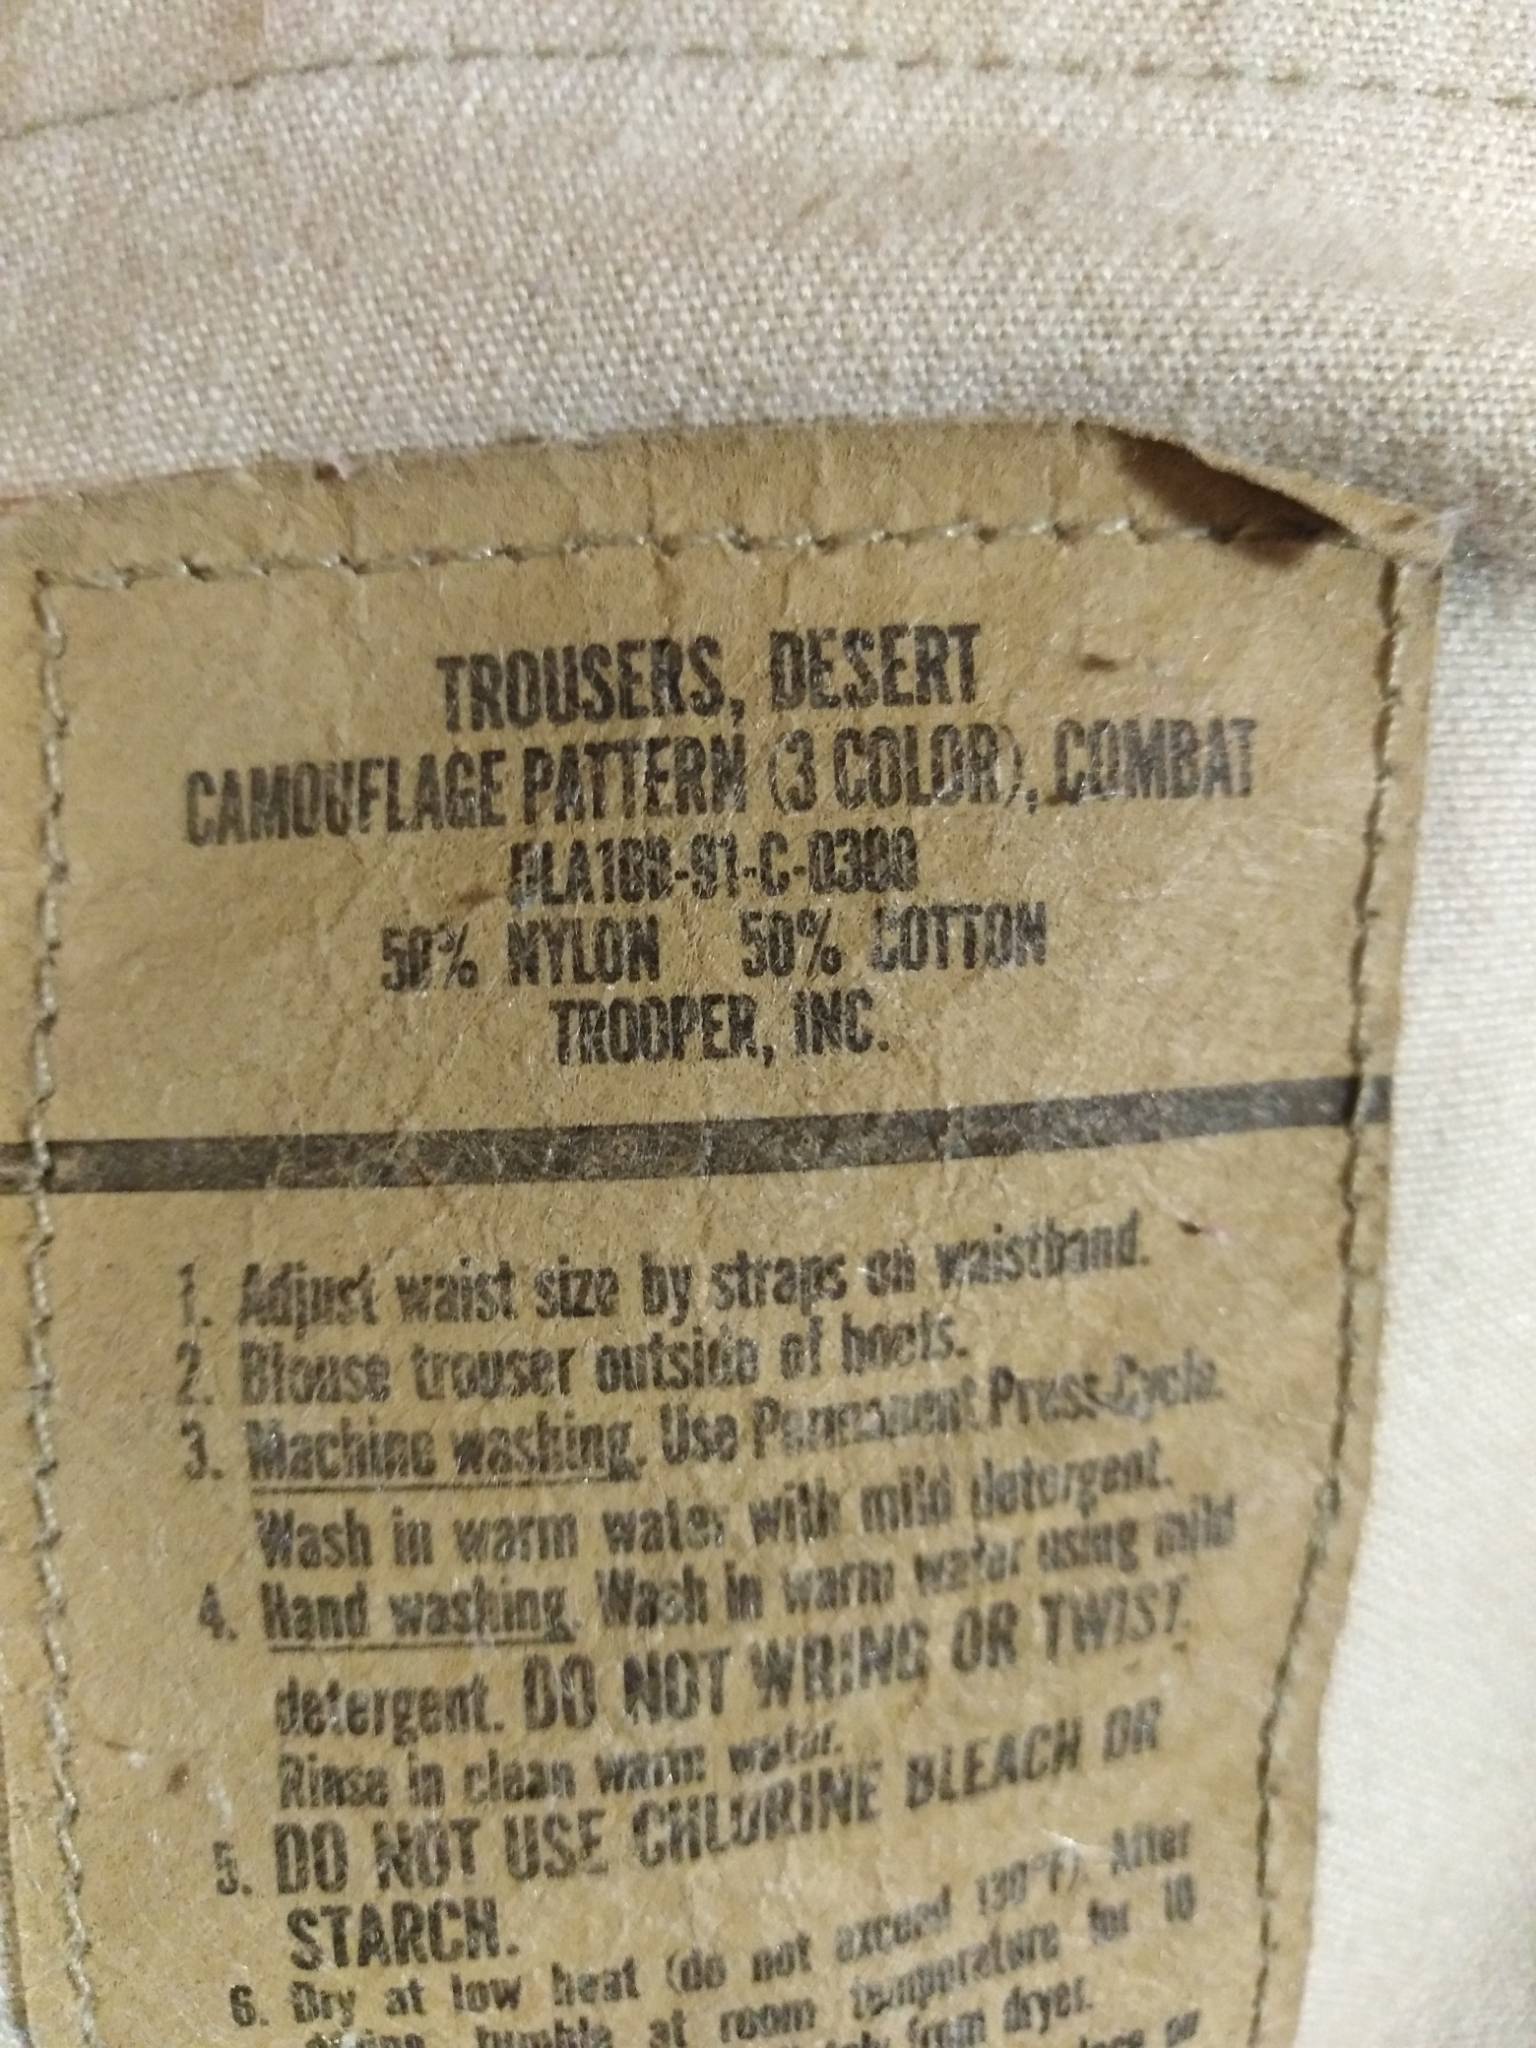 TROUSERS, DESERT
CAMOUFLAGE PATTERN (3 COLOR), COMBAT
DLA100-91-C-0300
50% NYLON 50% COTTON
TROOPER, INC.
1. Adjust waist size by straps on waistband.
2. Blouse trouser outside of boots.
3. Machine washing. Use Permanent Press Cycle.
Wash in warm water with mild detergent.
4. Hand washing. Wash in warm water using mild
detergent. DO NOT WRING OR TWIST.
Rinse in clean warm water.
5. DO NOT USE CHLORINE BLEACH OR
STARCH.
6. Dry at low heat (do not exceed 130°F). After
drying, tumble at room temperature for 10
from dryer.